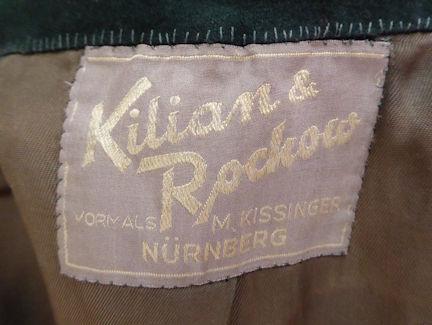 Kilian &
Rockow
VORMALS M. KISSINGER
NÜRNBERG